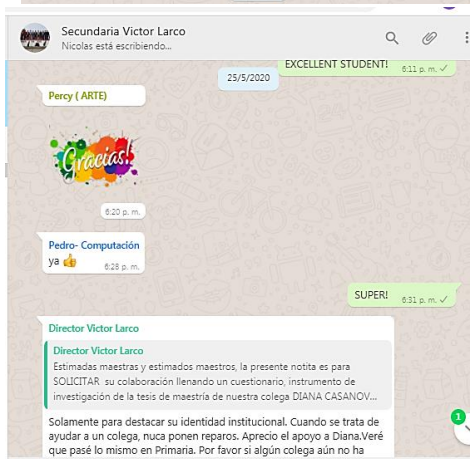 Secundaria Victor Larco
Nicolas está escribiendo...
EXCELLENT STUDENT!
6:11 p. m.
25/5/2020
Percy ( ARTE)
Gracias!
6:20 p. m.
Pedro- Computación
ya 👍
6:28 p. m.
SUPER!
6:31 p. m.
Director Victor Larco
Director Victor Larco
Estimadas maestras y estimados maestros, la presente notita es para
SOLICITAR su colaboración llenando un cuestionario, instrumento de
investigación de la tesis de maestría de nuestra colega DIANA CASANOV...
Solamente para destacar su identidad institucional. Cuando se trata de
ayudar a un colega, nuca ponen reparos. Aprecio el apoyo a Diana.Veré
que pasé lo mismo en Primaria. Por favor si algún colega aún no ha
1